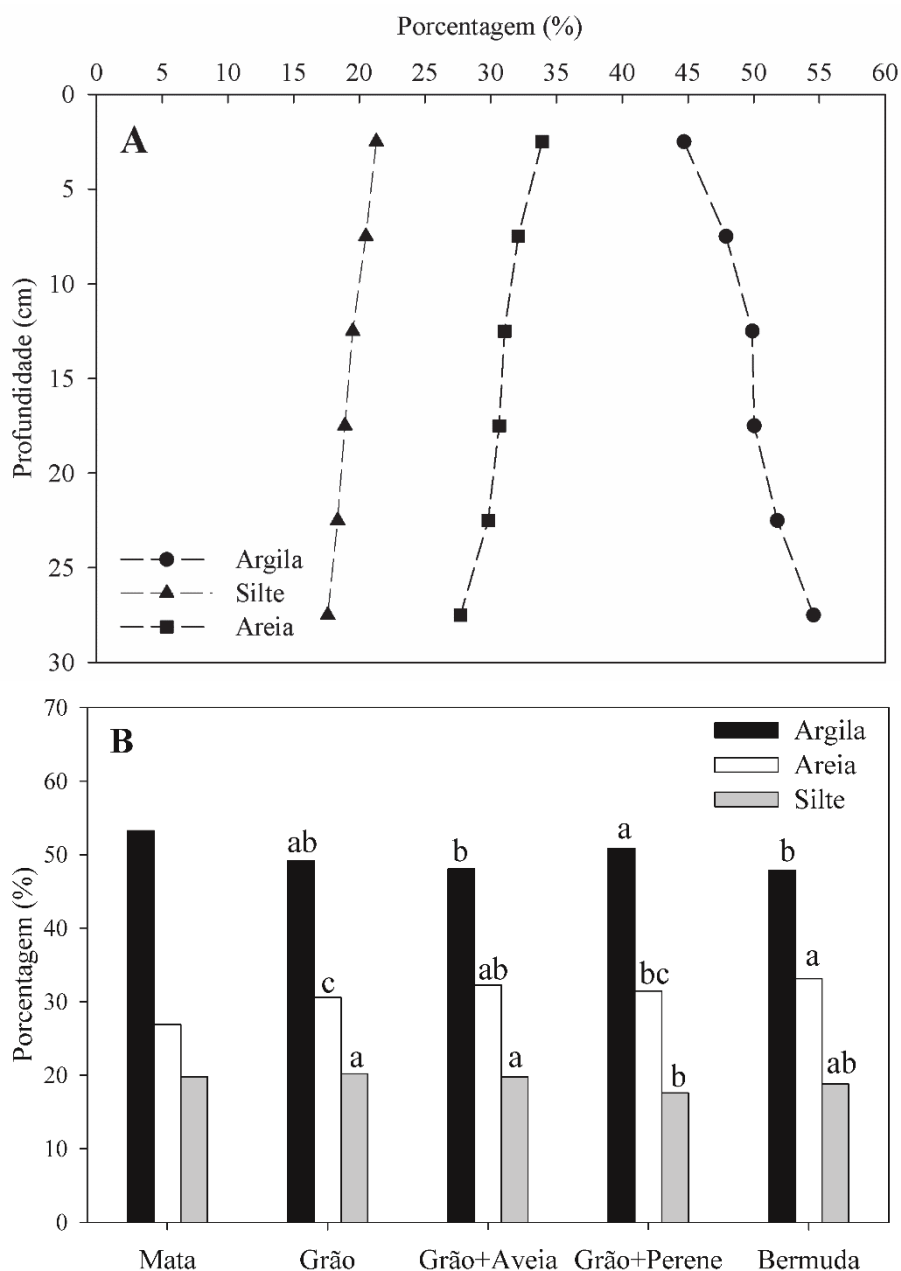 Porcentagem (%)
0 5 10 15 20 25 30 35 40 45 50 55 60
0
A
5
10
Profundidade (cm)
15
20
25
30
Argila
Silte
Areia
70
B
Argila
Areia
Silte
60
50
40
30
20
10
0
Porcentagem (%)
ab
c
a
b
ab
a
a
bc
b
b
a
ab
Mata Grão Grão+Aveia Grão+Perene Bermuda